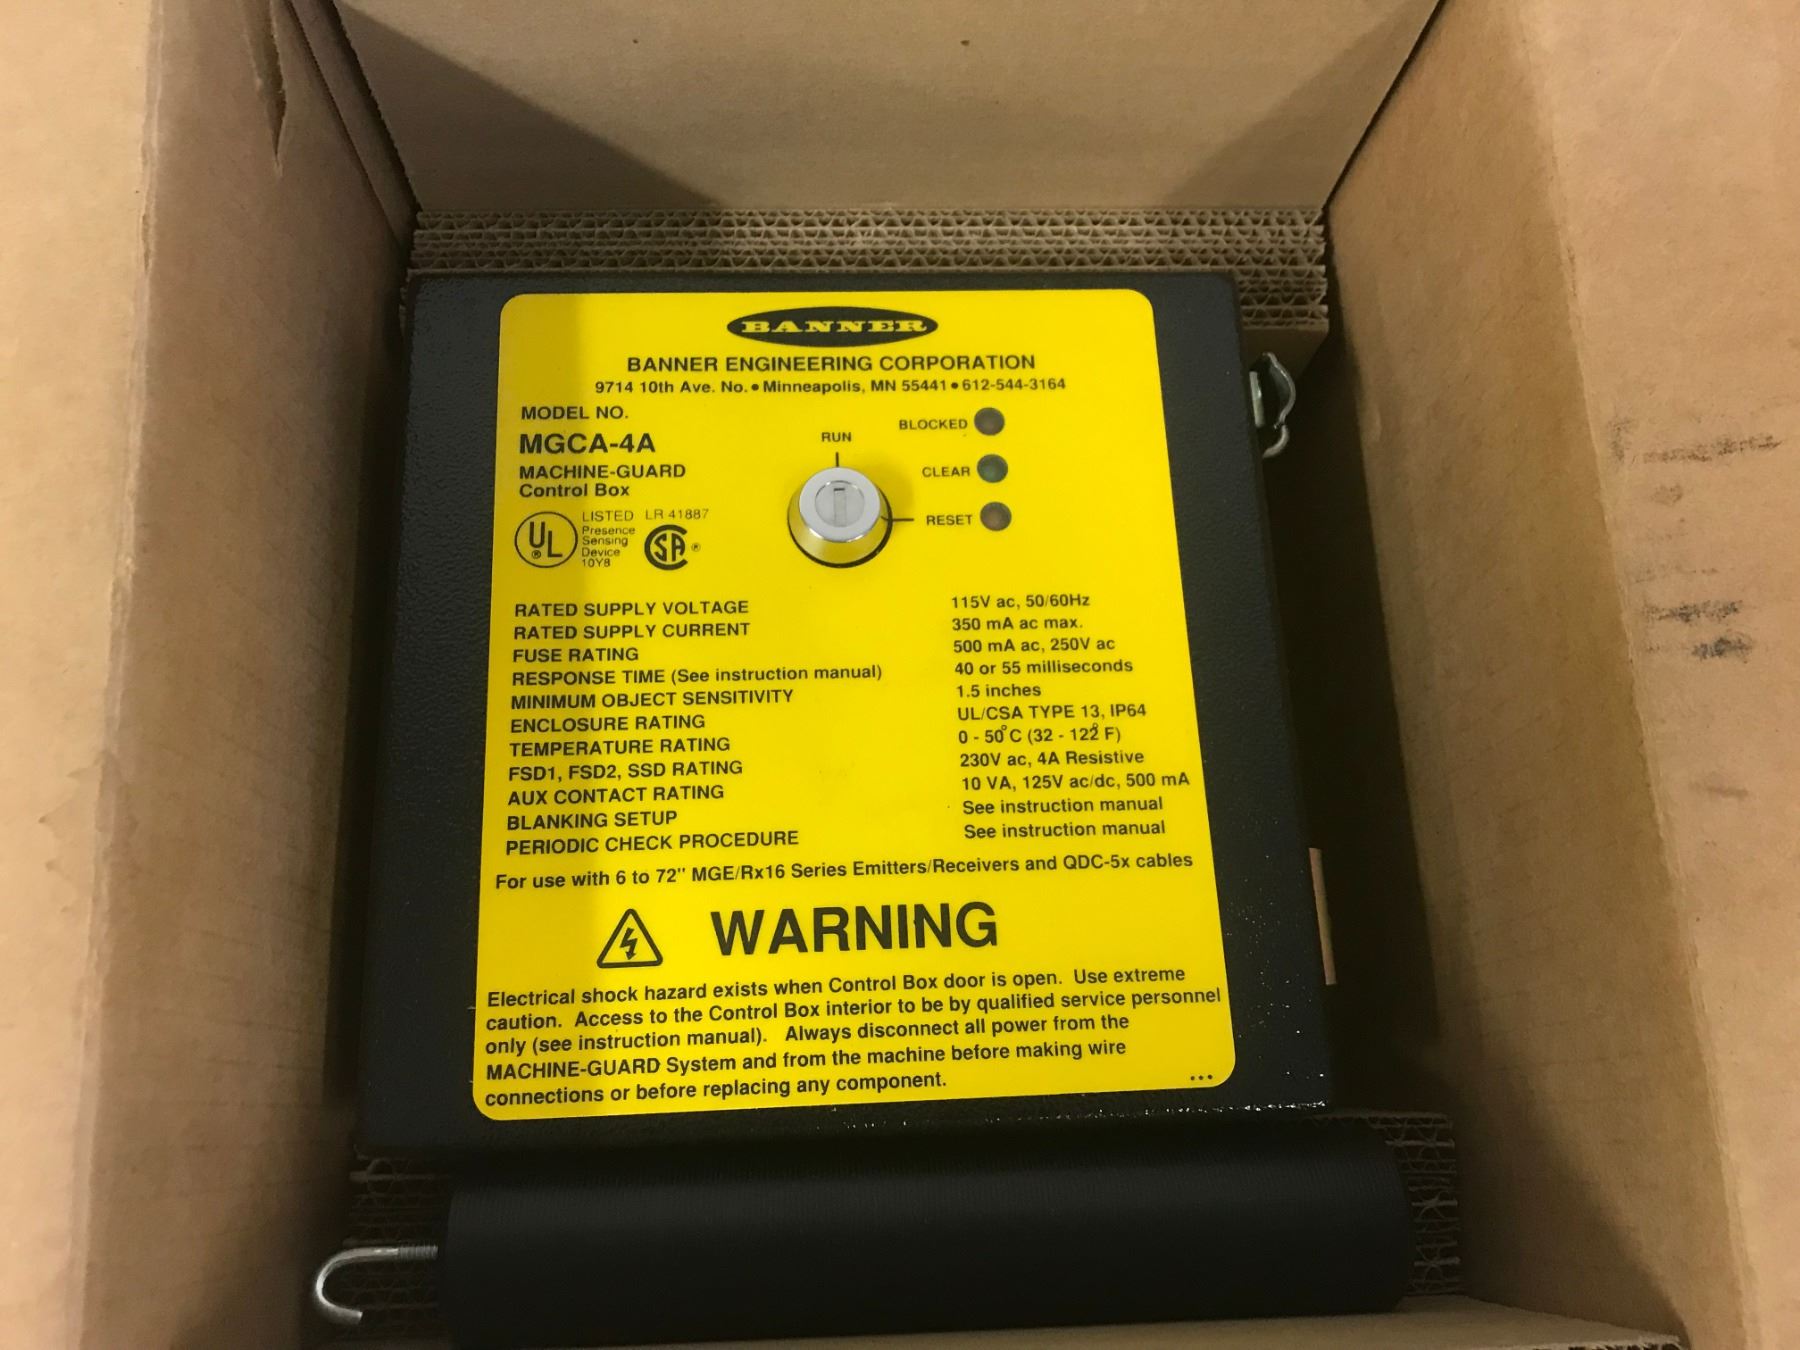 BANNER
BANNER ENGINEERING CORPORATION
9714 10th Ave. No. • Minneapolis, MN 55441 • 612-544-3164
MODEL NO.
MGCA-4A
MACHINE-GUARD
Control Box
UL ®
LISTED LR 41887
Presence
Sensing
Device
10Y8
SA ®
RUN
BLOCKED
CLEAR
RESET
RATED SUPPLY VOLTAGE 115V ac, 50/60Hz
RATED SUPPLY CURRENT 350 mA ac max.
FUSE RATING 500 mA ac, 250V ac
RESPONSE TIME (See instruction manual) 40 or 55 milliseconds
MINIMUM OBJECT SENSITIVITY 1.5 inches
ENCLOSURE RATING UL/CSA TYPE 13, IP64
TEMPERATURE RATING 0 - 50°C (32 - 122°F)
FSD1, FSD2, SSD RATING 230V ac, 4A Resistive
AUX CONTACT RATING 10 VA, 125V ac/dc, 500 mA
BLANKING SETUP See instruction manual
PERIODIC CHECK PROCEDURE See instruction manual
For use with 6 to 72" MGE/Rx16 Series Emitters/Receivers and QDC-5x cables
WARNING
Electrical shock hazard exists when Control Box door is open. Use extreme
caution. Access to the Control Box interior to be by qualified service personnel
only (see instruction manual). Always disconnect all power from the
MACHINE-GUARD System and from the machine before making wire
connections or before replacing any component.